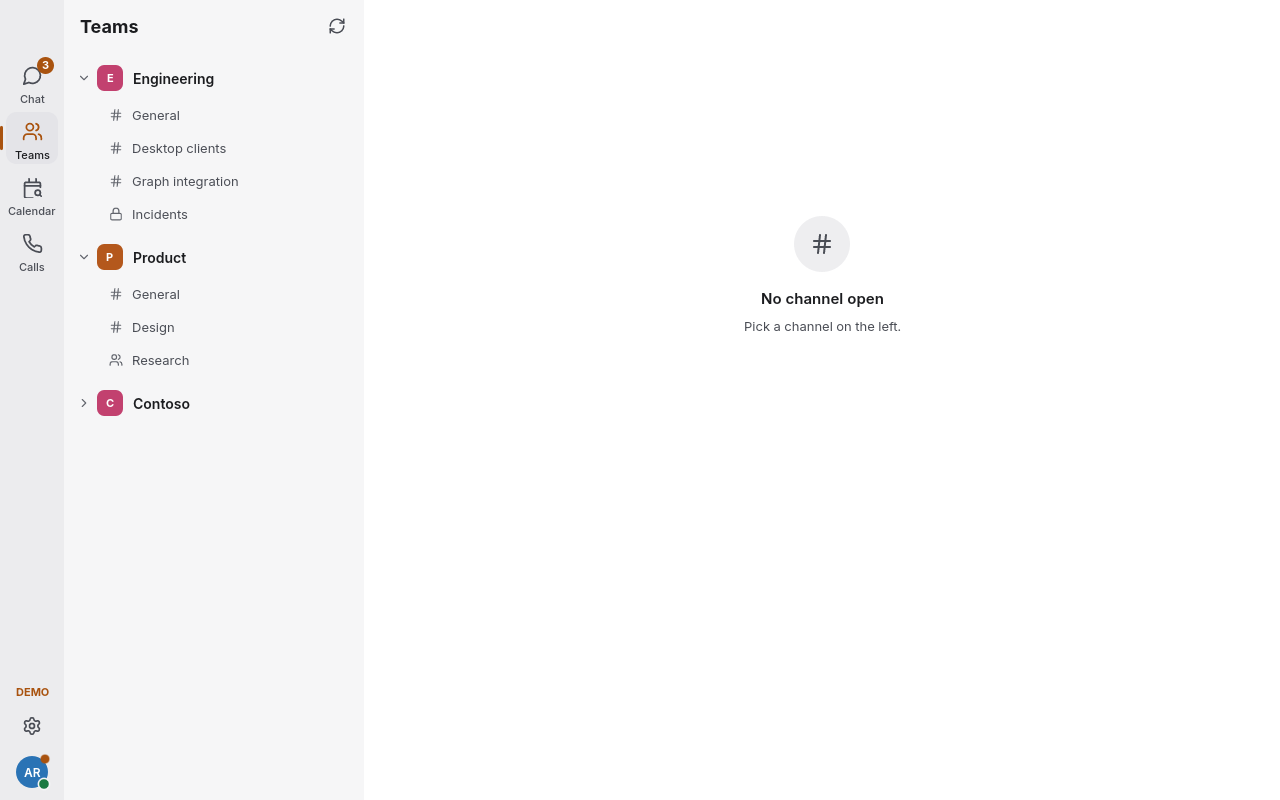 3
Chat
Teams
Calendar
Calls
DEMO
AR
Teams
E Engineering
General
Desktop clients
Graph integration
Incidents
P Product
General
Design
Research
C Contoso
No channel open
Pick a channel on the left.